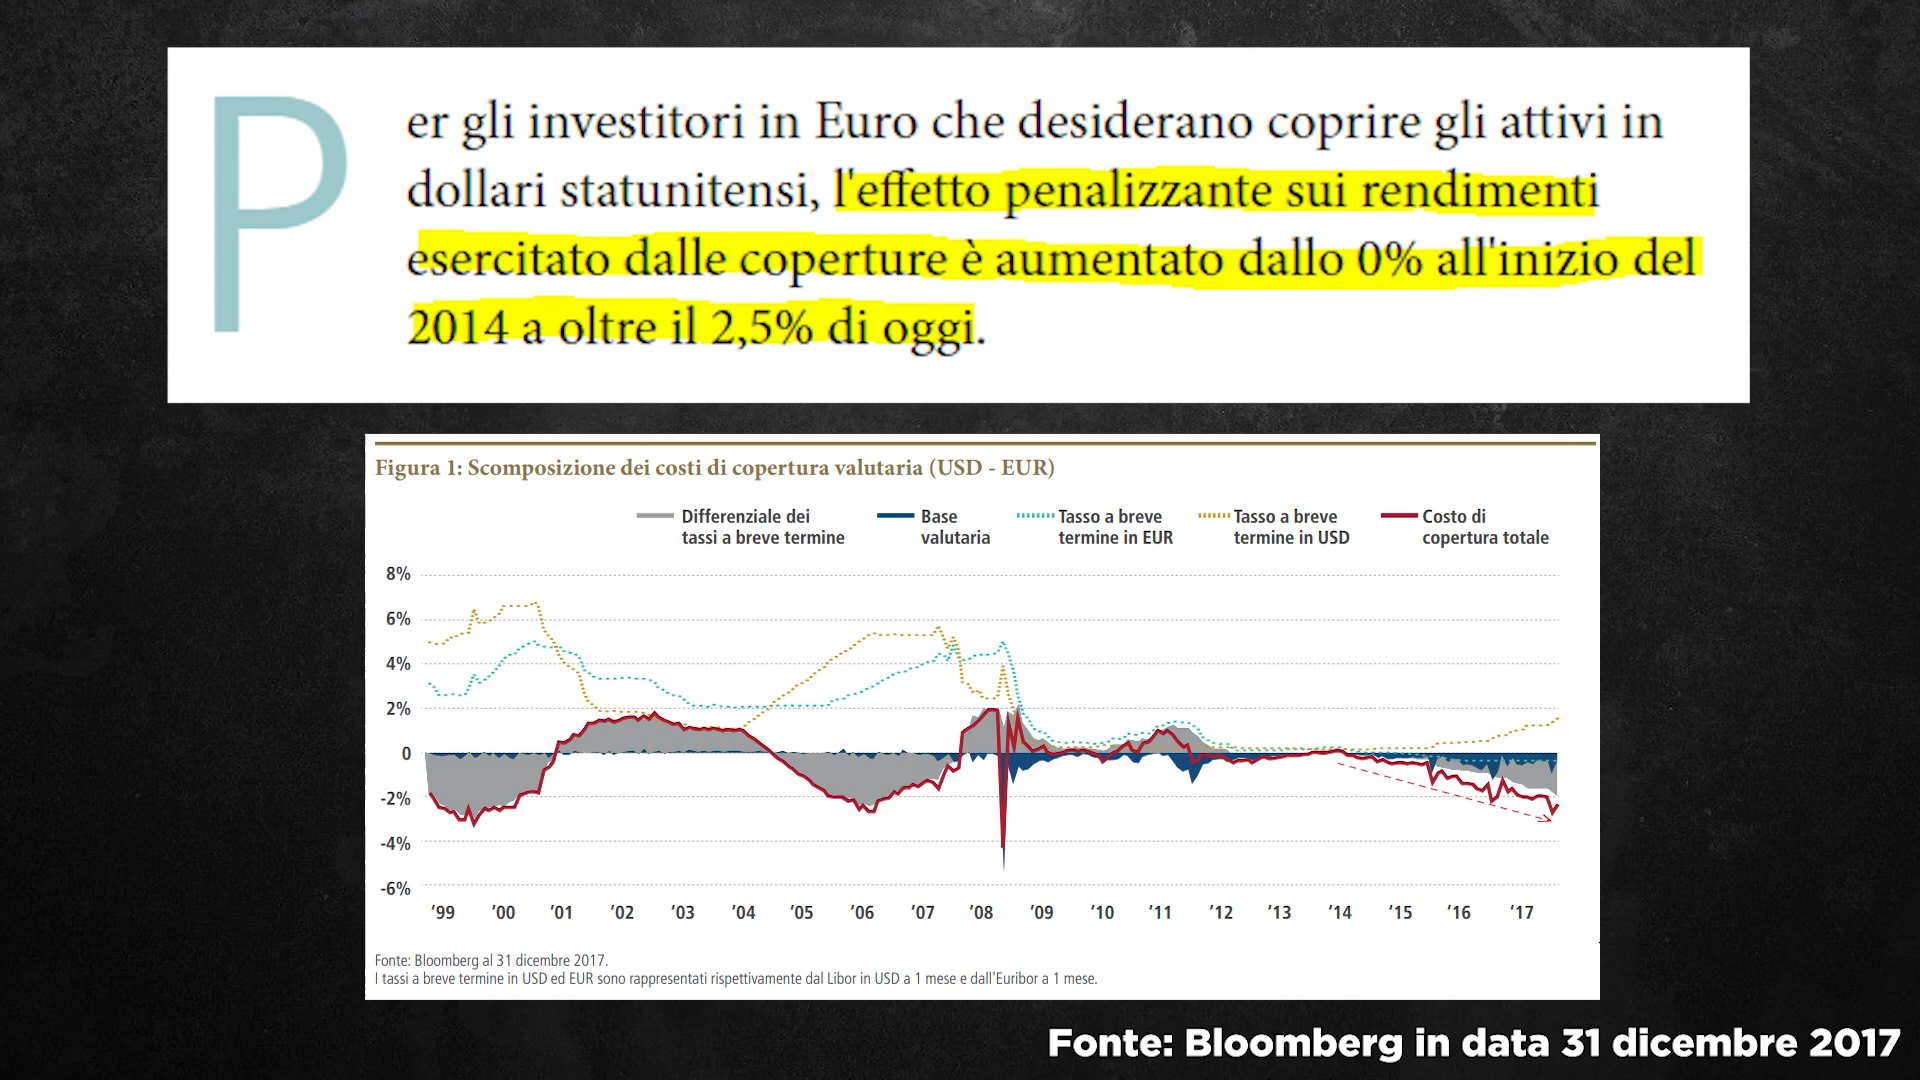 Per gli investitori in Euro che desiderano coprire gli attivi in
dollari statunitensi, l'effetto penalizzante sui rendimenti
esercitato dalle coperture è aumentato dallo 0% all'inizio del
2014 a oltre il 2,5% di oggi.
Figura 1: Scomposizione dei costi di copertura valutaria (USD - EUR)
Differenziale dei
tassi a breve termine
Base
valutaria
Tasso a breve
termine in EUR
Tasso a breve
termine in USD
Costo di
copertura totale
8%
6%
4%
2%
0
-2%
-4%
-6%
'99 '00 '01 '02 '03 '04 '05 '06 '07 '08 '09 '10 '11 '12 '13 '14 '15 '16 '17
Fonte: Bloomberg al 31 dicembre 2017.
I tassi a breve termine in USD ed EUR sono rappresentati rispettivamente dal Libor in USD a 1 mese e dall'Euribor a 1 mese.
Fonte: Bloomberg in data 31 dicembre 2017